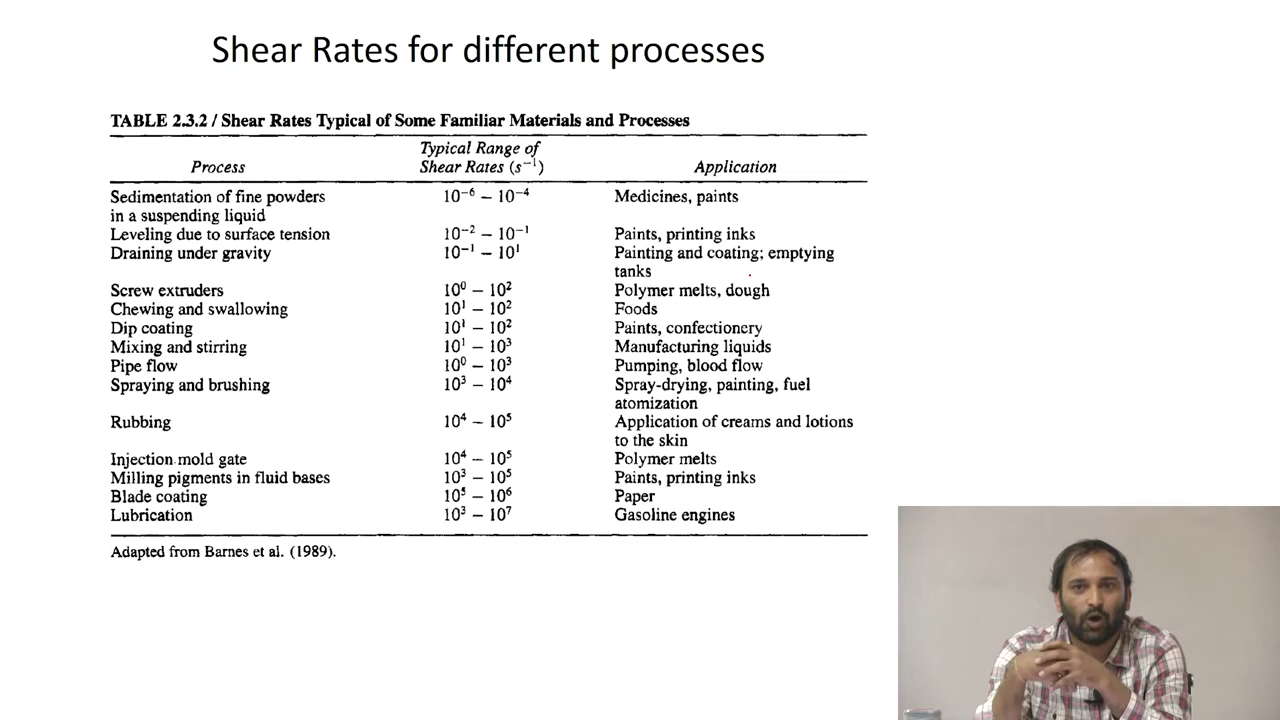 Shear Rates for different processes
TABLE 2.3.2 / Shear Rates Typical of Some Familiar Materials and Processes
Typical Range of
Process Shear Rates (s⁻¹) Application
Sedimentation of fine powders 10⁻⁶ – 10⁻⁴ Medicines, paints
in a suspending liquid
Leveling due to surface tension 10⁻² – 10⁻¹ Paints, printing inks
Draining under gravity 10⁻¹ – 10¹ Painting and coating; emptying
tanks
Screw extruders 10⁰ – 10² Polymer melts, dough
Chewing and swallowing 10¹ – 10² Foods
Dip coating 10¹ – 10² Paints, confectionery
Mixing and stirring 10¹ – 10³ Manufacturing liquids
Pipe flow 10⁰ – 10³ Pumping, blood flow
Spraying and brushing 10³ – 10⁴ Spray-drying, painting, fuel
atomization
Rubbing 10⁴ – 10⁵ Application of creams and lotions
to the skin
Injection mold gate 10⁴ – 10⁵ Polymer melts
Milling pigments in fluid bases 10³ – 10⁵ Paints, printing inks
Blade coating 10⁵ – 10⁶ Paper
Lubrication 10³ – 10⁷ Gasoline engines
Adapted from Barnes et al. (1989).